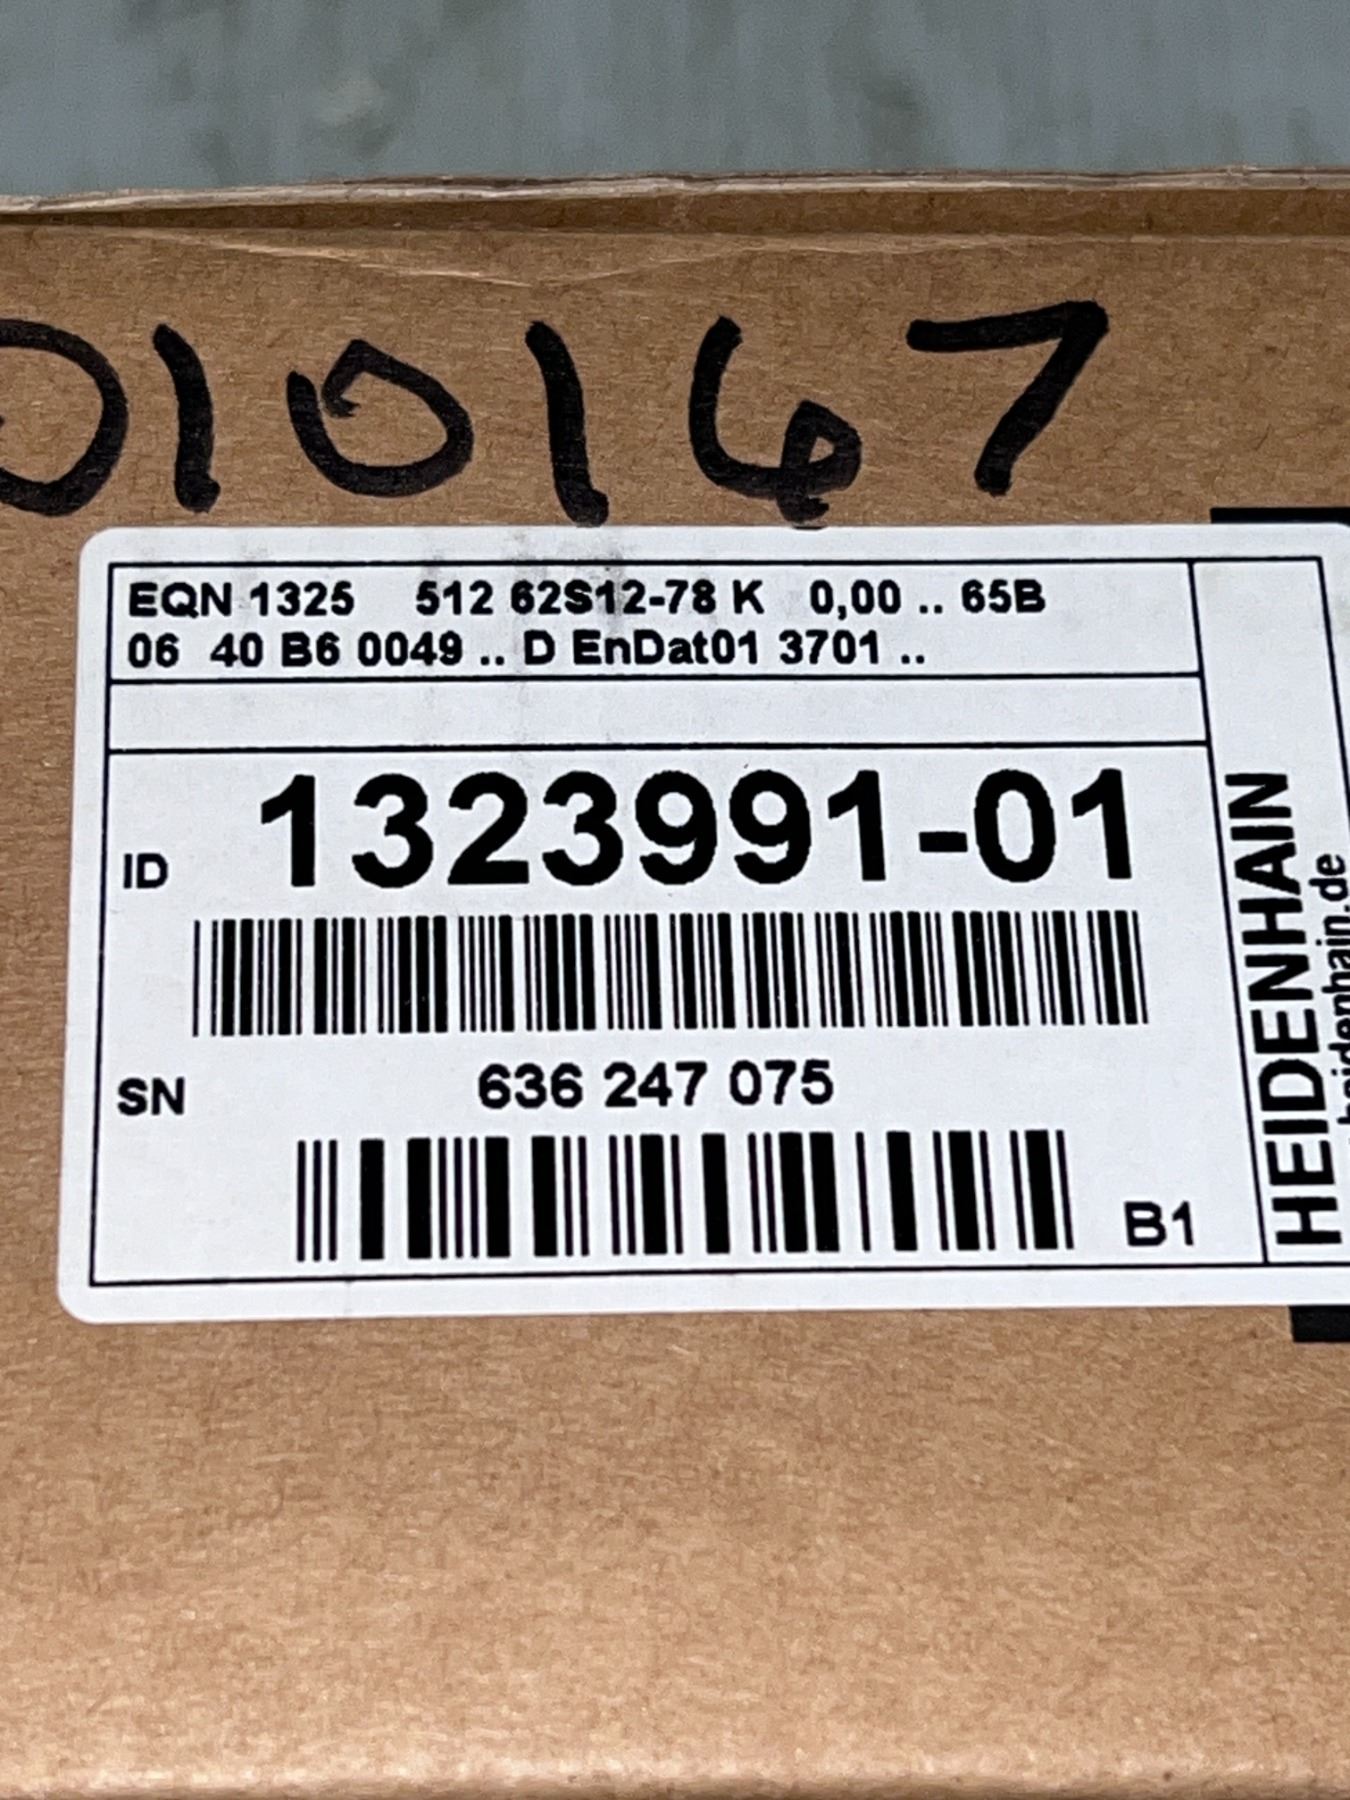 010167
EQN 1325 512 62S12-78 K 0,00 .. 65B
06 40 B6 0049 .. D EnDat01 3701 ..
ID 1323991-01
SN 636 247 075
B1
HEIDENHAIN
heidenhain.de